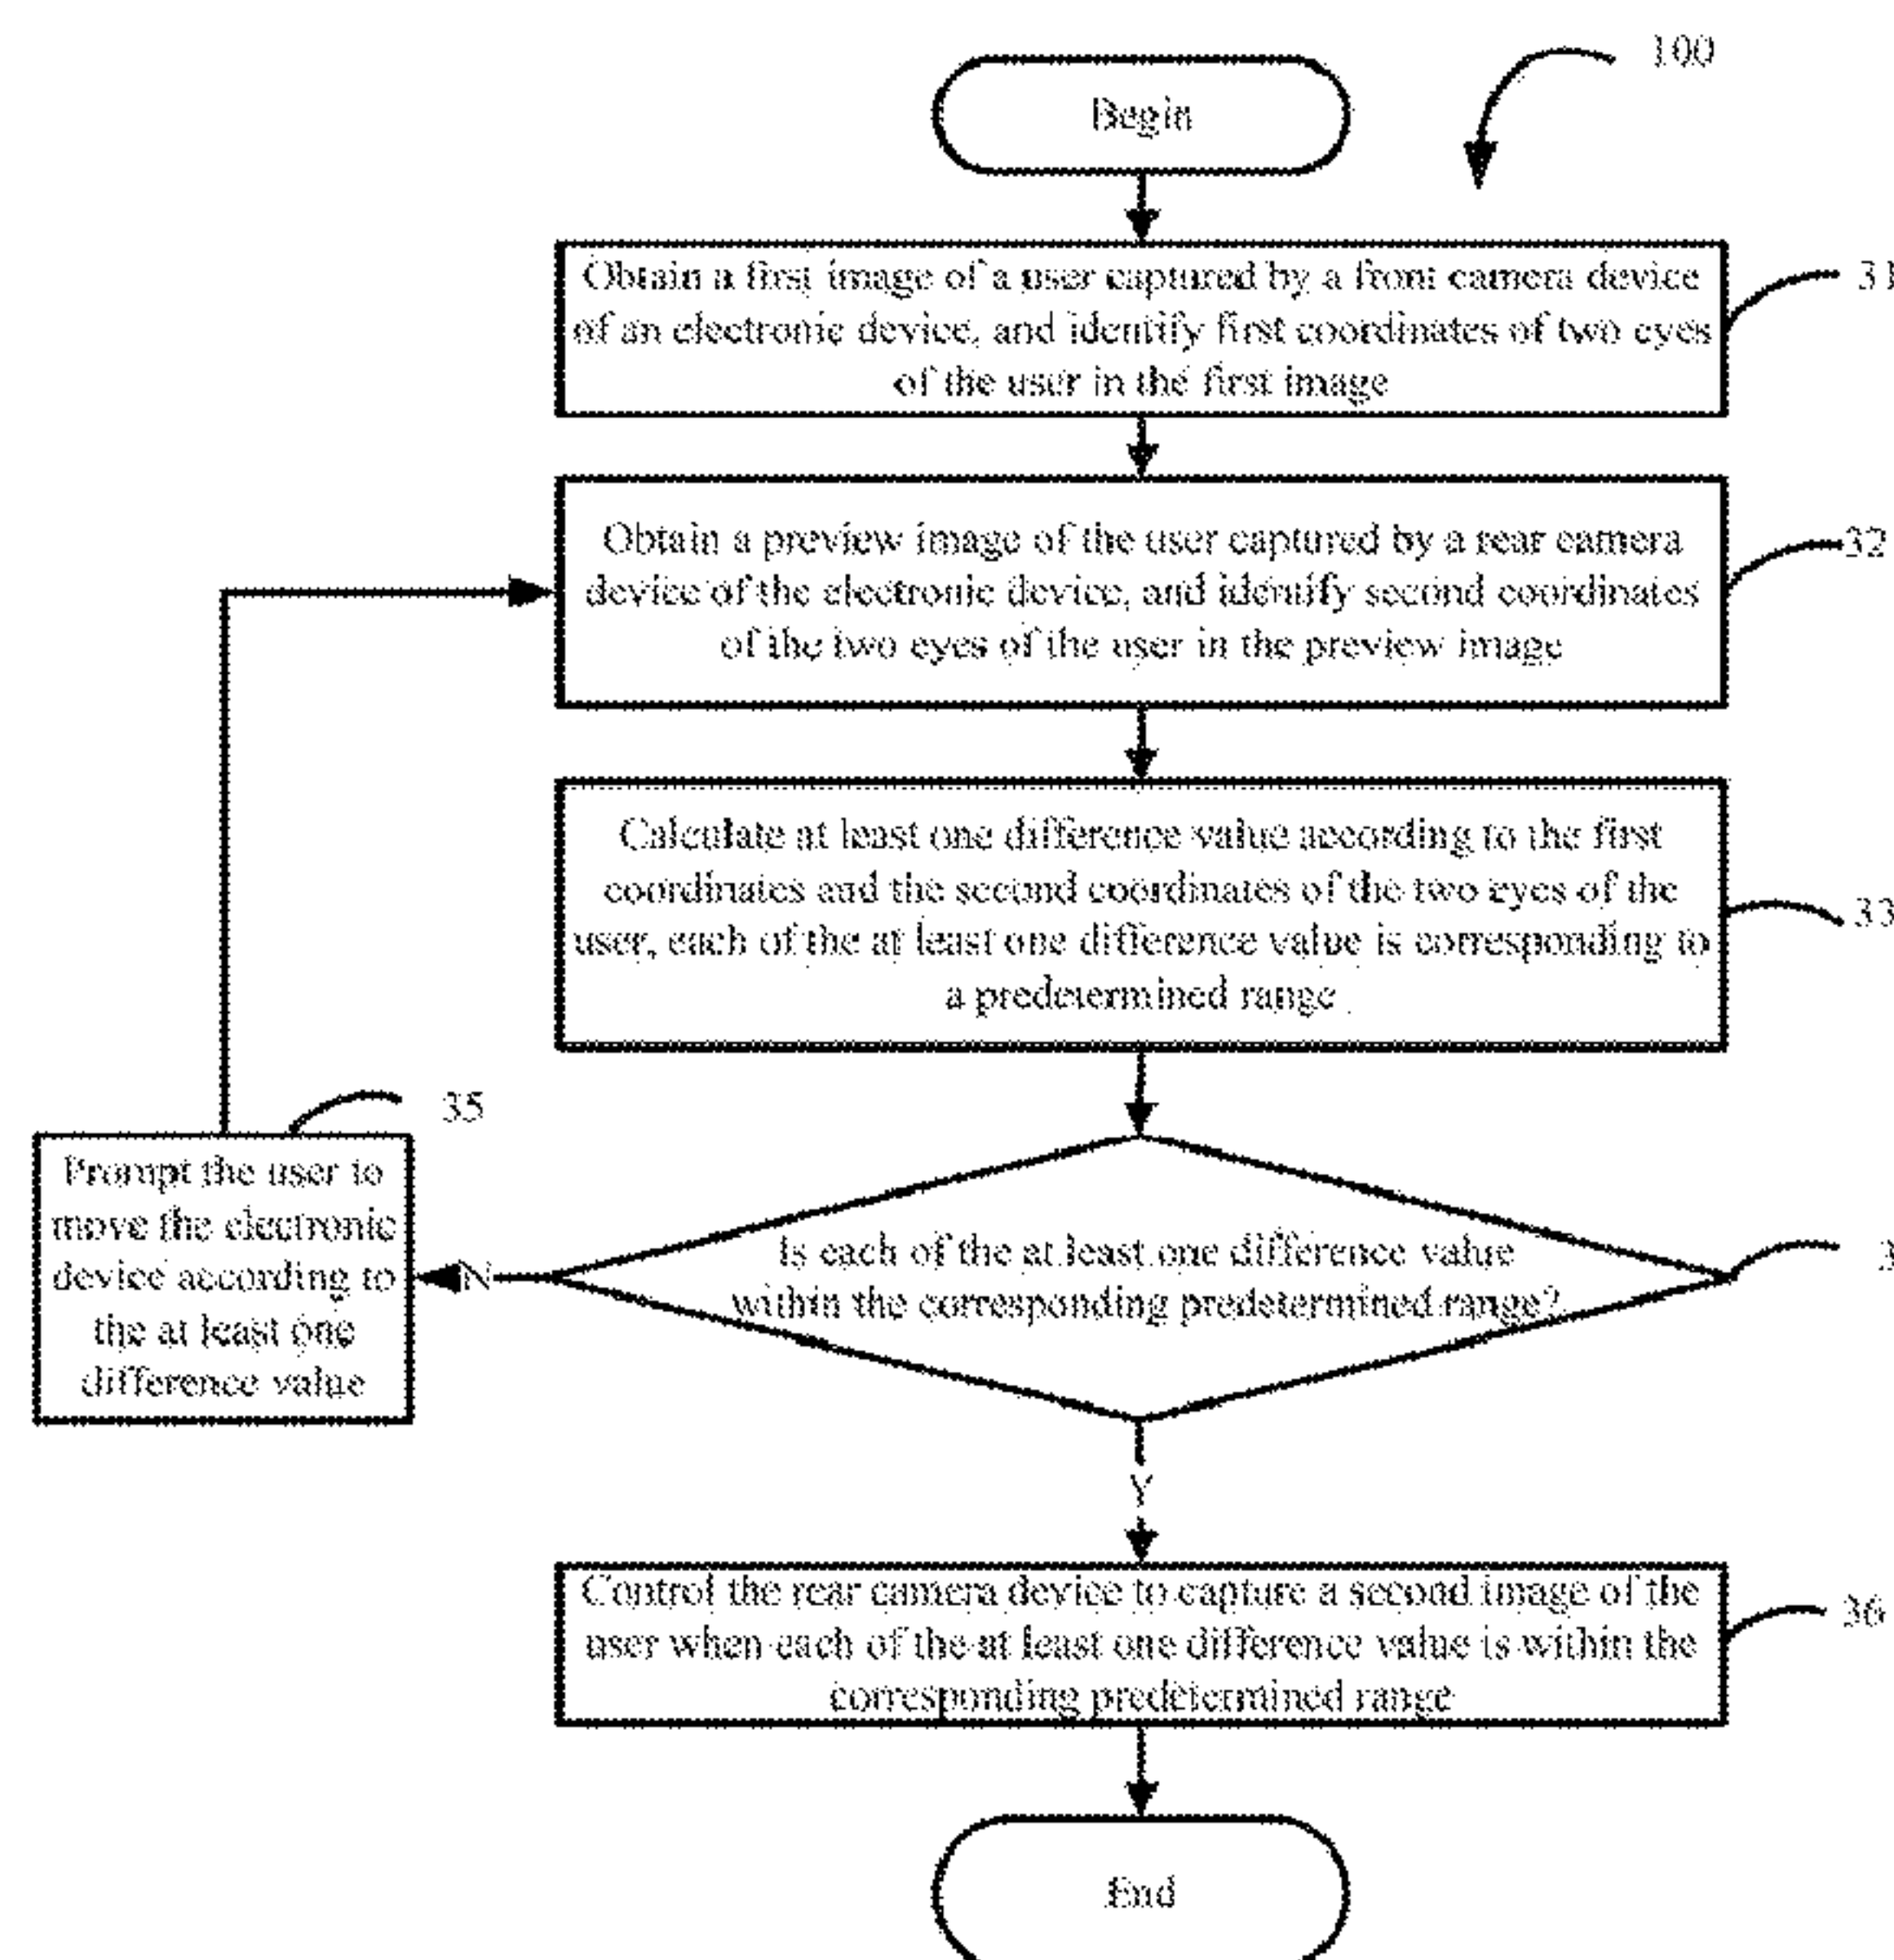 100
Begin
Obtain a first image of a user captured by a front camera device
of an electronic device, and identify first coordinates of two eyes
of the user in the first image
31
Obtain a preview image of the user captured by a rear camera
device of the electronic device, and identify second coordinates
of the two eyes of the user in the preview image
32
Calculate at least one difference value according to the first
coordinates and the second coordinates of the two eyes of the
user, each of the at least one difference value is corresponding to
a predetermined range
33
35
Prompt the user to
move the electronic
device according to
the at least one
difference value
N
Is each of the at least one difference value
within the corresponding predetermined range?
3
Y
Control the rear camera device to capture a second image of the
user when each of the at least one difference value is within the
corresponding predetermined range
36
End